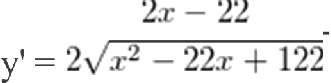 2x − 22
y' = 2√x² − 22x + 122.